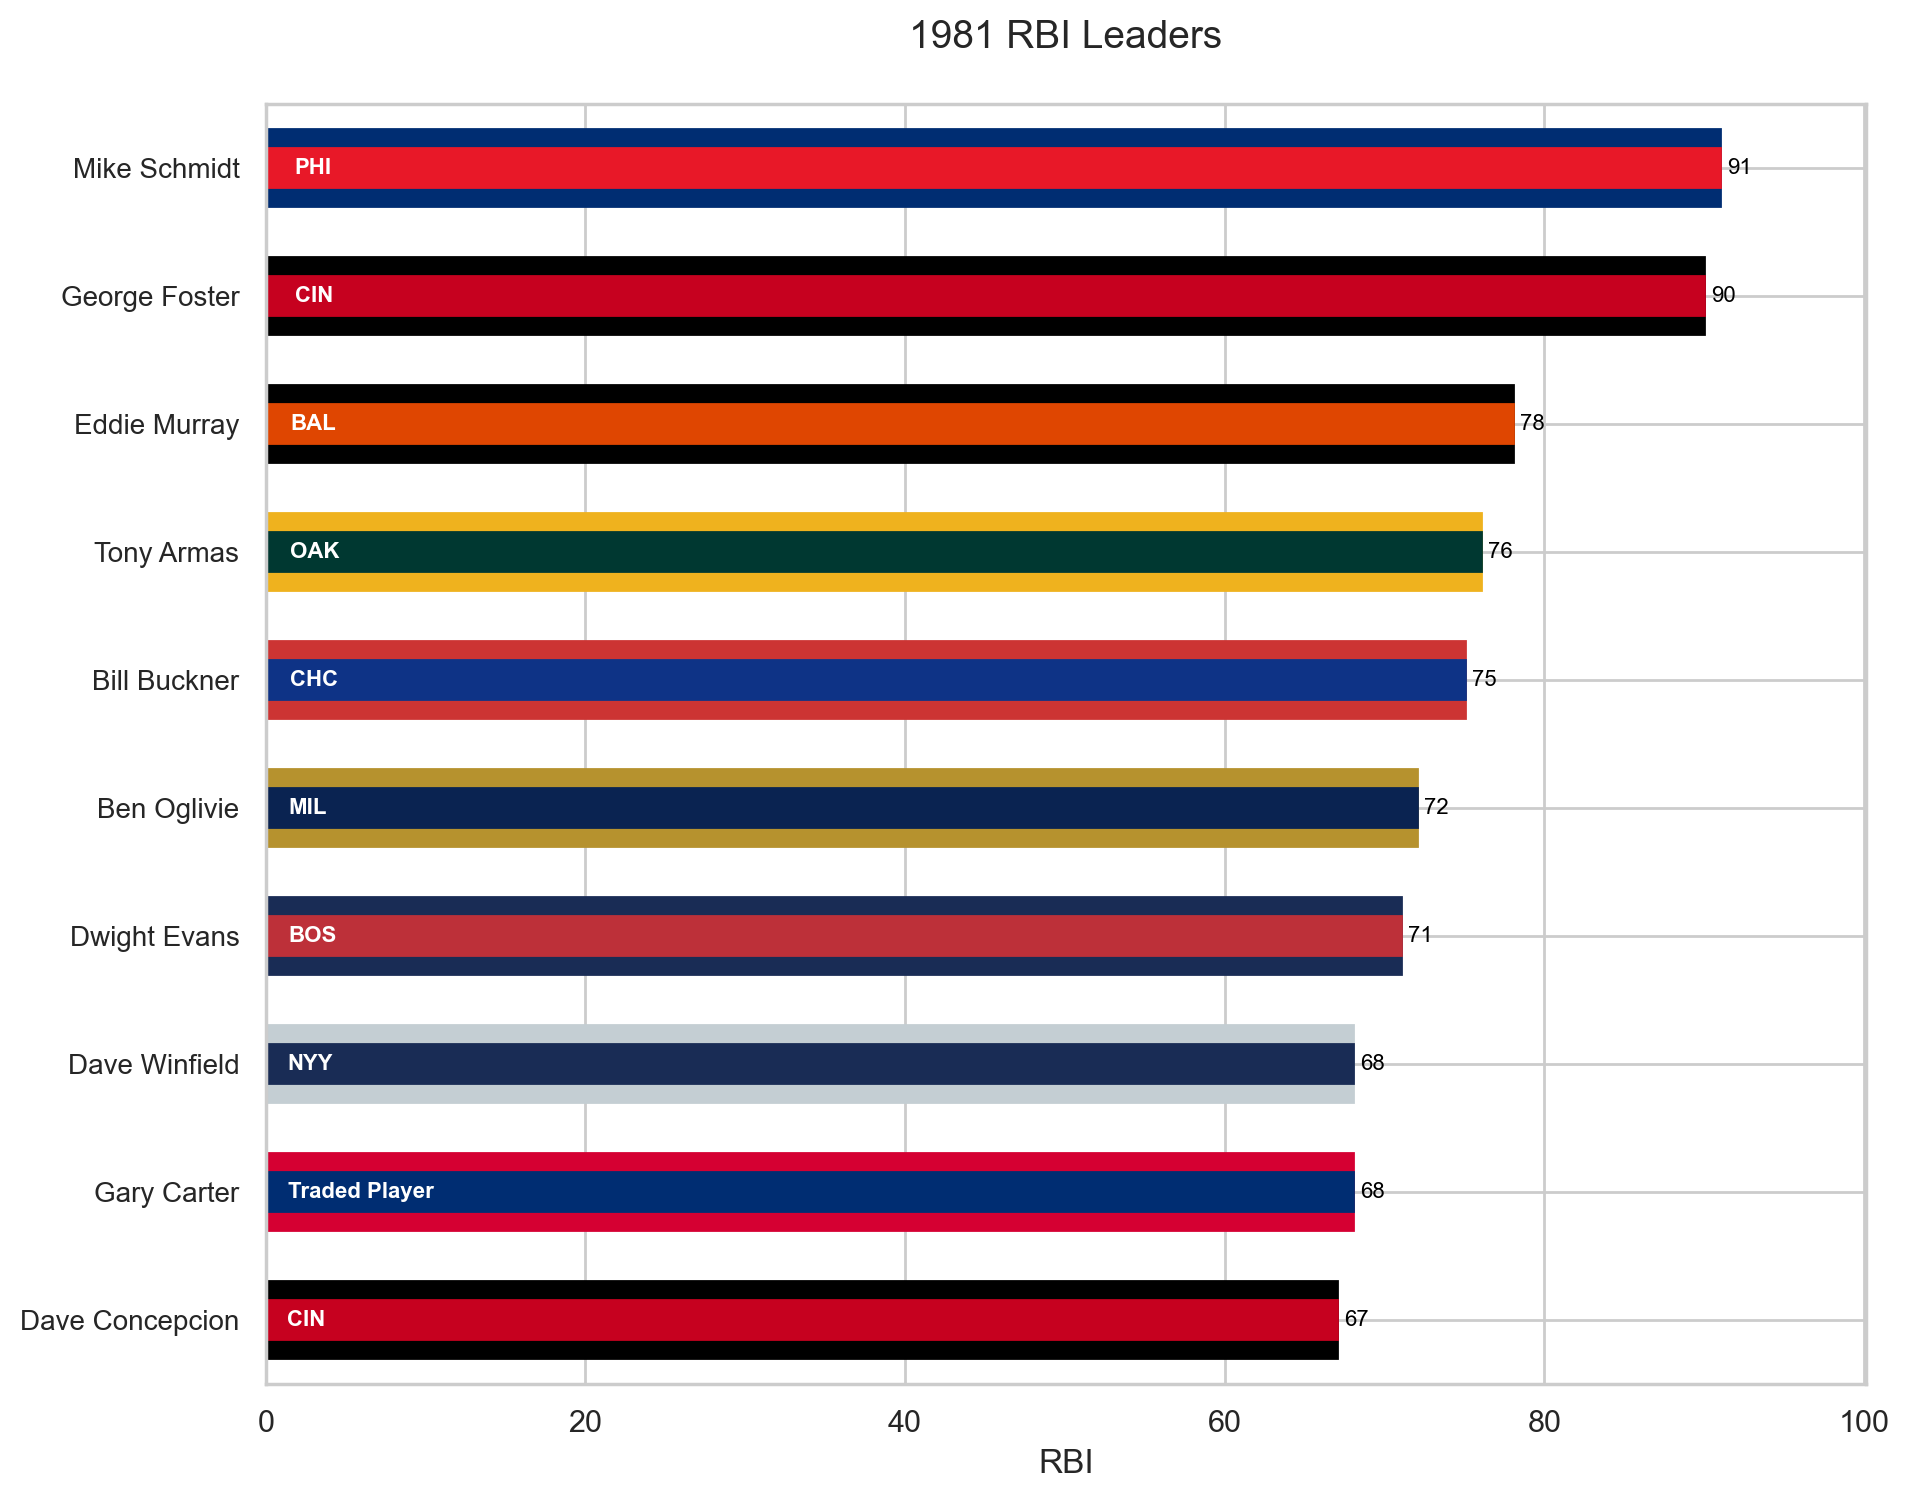 1981 RBI Leaders
Mike Schmidt PHI 91
George Foster CIN 90
Eddie Murray BAL 78
Tony Armas OAK 76
Bill Buckner CHC 75
Ben Oglivie MIL 72
Dwight Evans BOS 71
Dave Winfield NYY 68
Gary Carter Traded Player 68
Dave Concepcion CIN 67
0 20 40 60 80 100
RBI